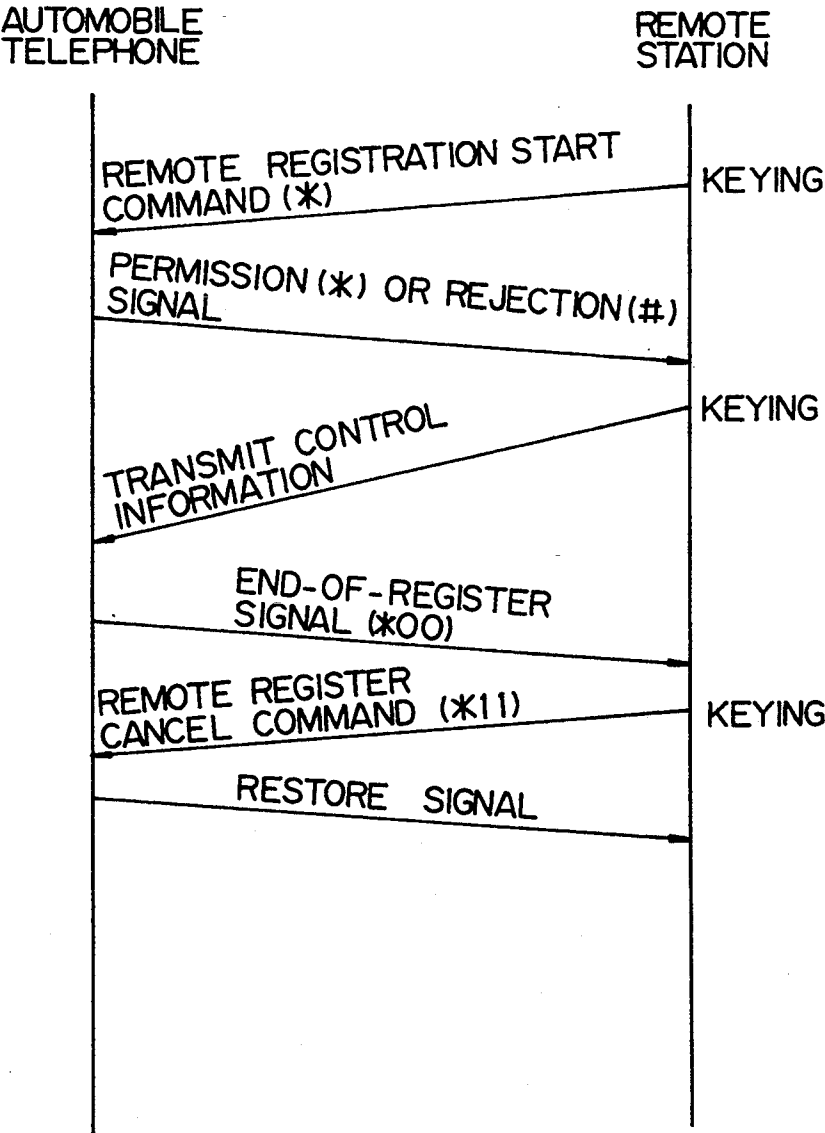 AUTOMOBILE
TELEPHONE
REMOTE
STATION
REMOTE REGISTRATION START
COMMAND (*)
KEYING
PERMISSION (*) OR REJECTION (#)
SIGNAL
KEYING
TRANSMIT CONTROL
INFORMATION
END-OF-REGISTER
SIGNAL (*00)
REMOTE REGISTER
CANCEL COMMAND (*11)
KEYING
RESTORE SIGNAL